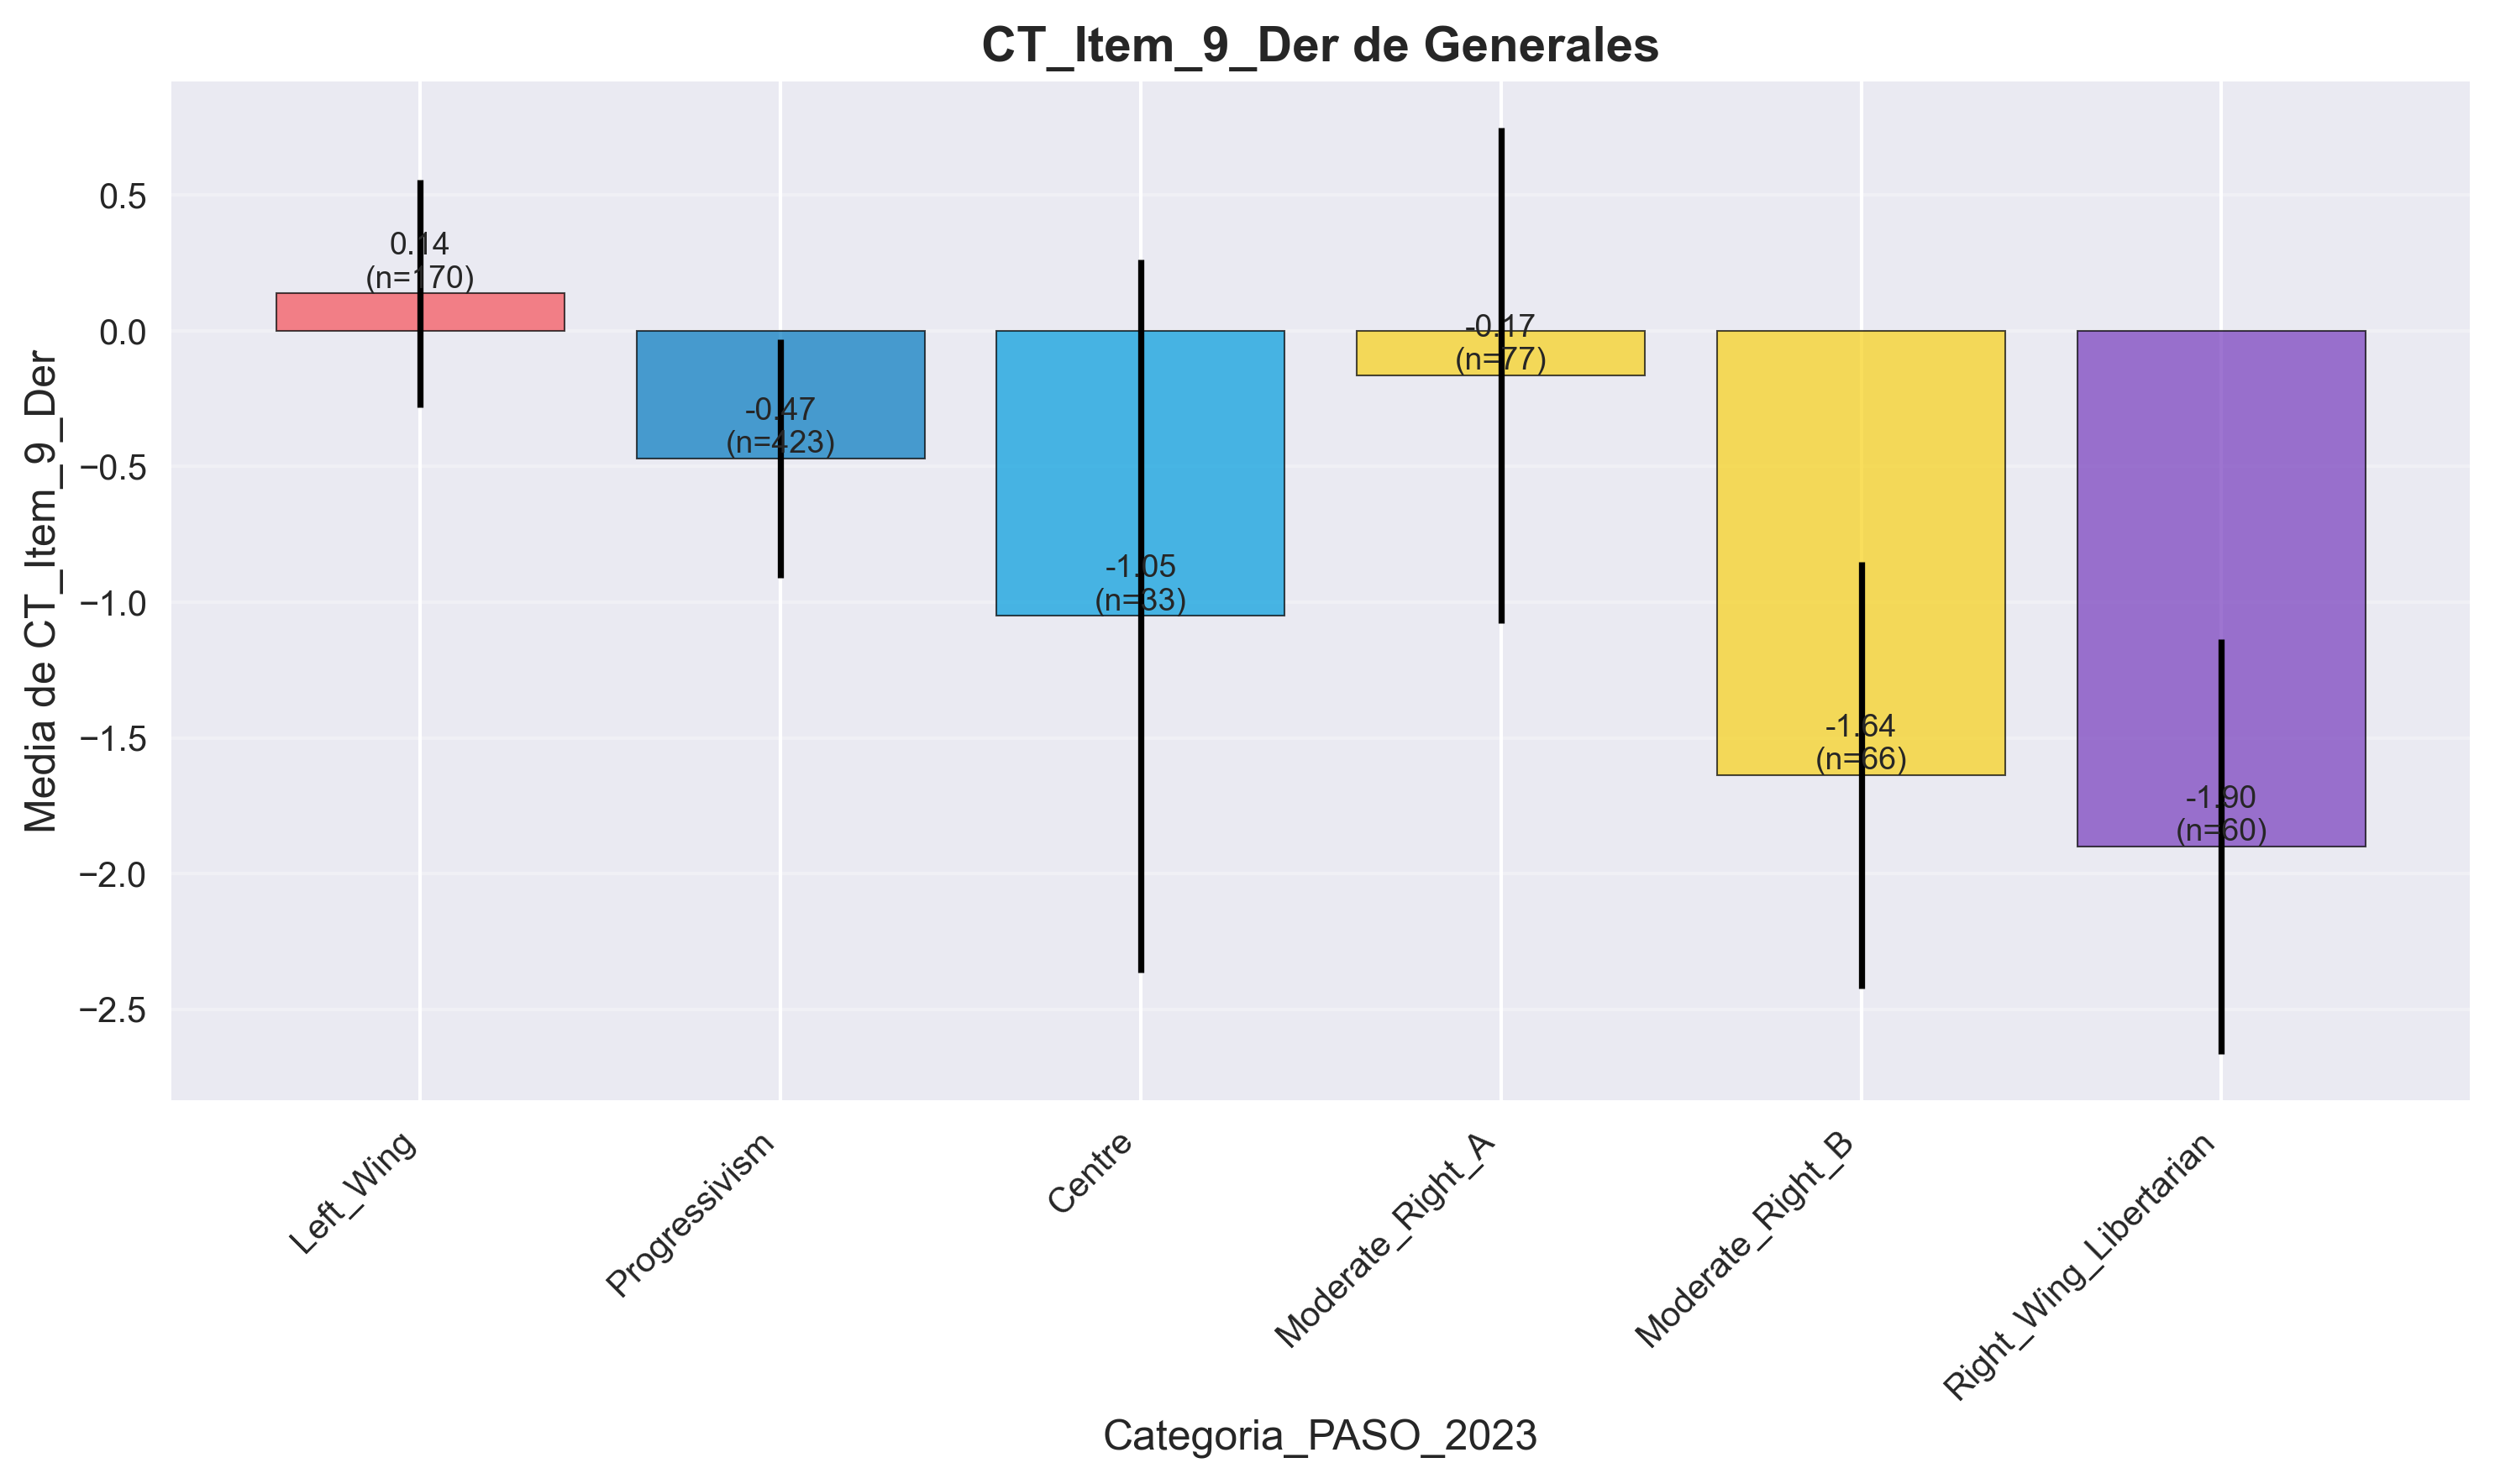 CT_Item_9_Der de Generales
Media de CT_Item_9_Der
0.5
0.0
−0.5
−1.0
−1.5
−2.0
−2.5
0.14
(n=170)
-0.47
(n=423)
-1.05
(n=33)
-0.17
(n=77)
-1.64
(n=66)
-1.90
(n=60)
Left_Wing
Progressivism
Centre
Moderate_Right_A
Moderate_Right_B
Right_Wing_Libertarian
Categoria_PASO_2023